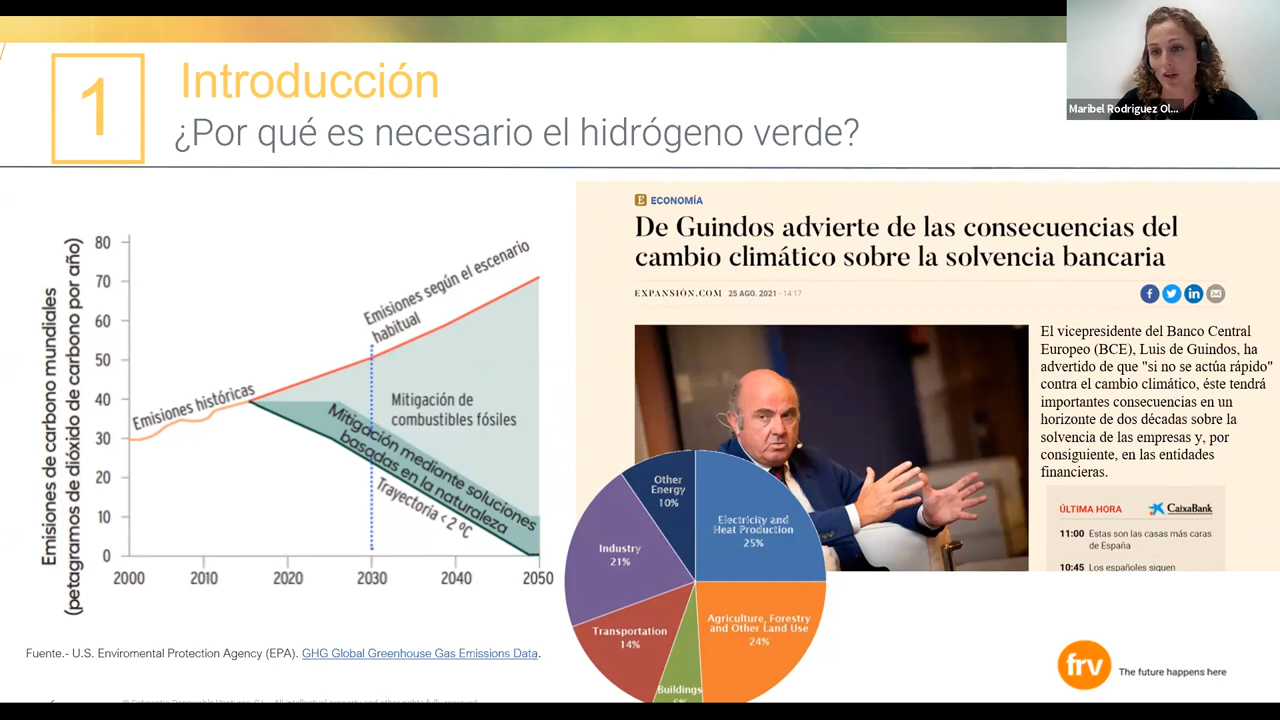 1
Introducción
¿Por qué es necesario el hidrógeno verde?
Maribel Rodriguez Ol...
Emisiones de carbono mundiales
(petagramos de dióxido de carbono por año)
80
70
60
50
40
30
20
10
0
2000
2010
2020
2030
2040
2050
Emisiones históricas
Emisiones según el escenario
habitual
Mitigación de
combustibles fósiles
Mitigación mediante soluciones
basadas en la naturaleza
Trayectoria < 2 ºC
E ECONOMÍA
De Guindos advierte de las consecuencias del
cambio climático sobre la solvencia bancaria
EXPANSIÓN.COM 25 AGO. 2021 - 14:17
El vicepresidente del Banco Central
Europeo (BCE), Luis de Guindos, ha
advertido de que "si no se actúa rápido"
contra el cambio climático, éste tendrá
importantes consecuencias en un
horizonte de dos décadas sobre la
solvencia de las empresas y, por
consiguiente, en las entidades
financieras.
ÚLTIMA HORA
CaixaBank
11:00 Estas son las casas más caras
de España
10:45 Los españoles siguen
Other
Energy
10%
Electricity and
Heat Production
25%
Industry
21%
Agriculture, Forestry
and Other Land Use
24%
Transportation
14%
Buildings
6%
Fuente.- U.S. Enviromental Protection Agency (EPA). GHG Global Greenhouse Gas Emissions Data.
frv
The future happens here